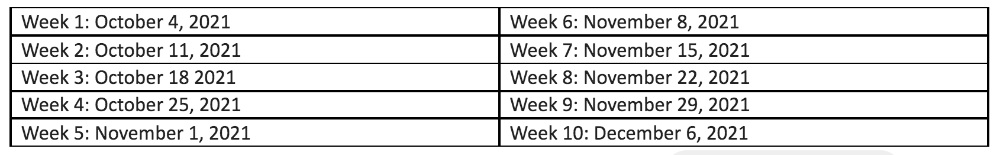 Week 1: October 4, 2021
Week 2: October 11, 2021
Week 3: October 18 2021
Week 4: October 25, 2021
Week 5: November 1, 2021
Week 6: November 8, 2021
Week 7: November 15, 2021
Week 8: November 22, 2021
Week 9: November 29, 2021
Week 10: December 6, 2021